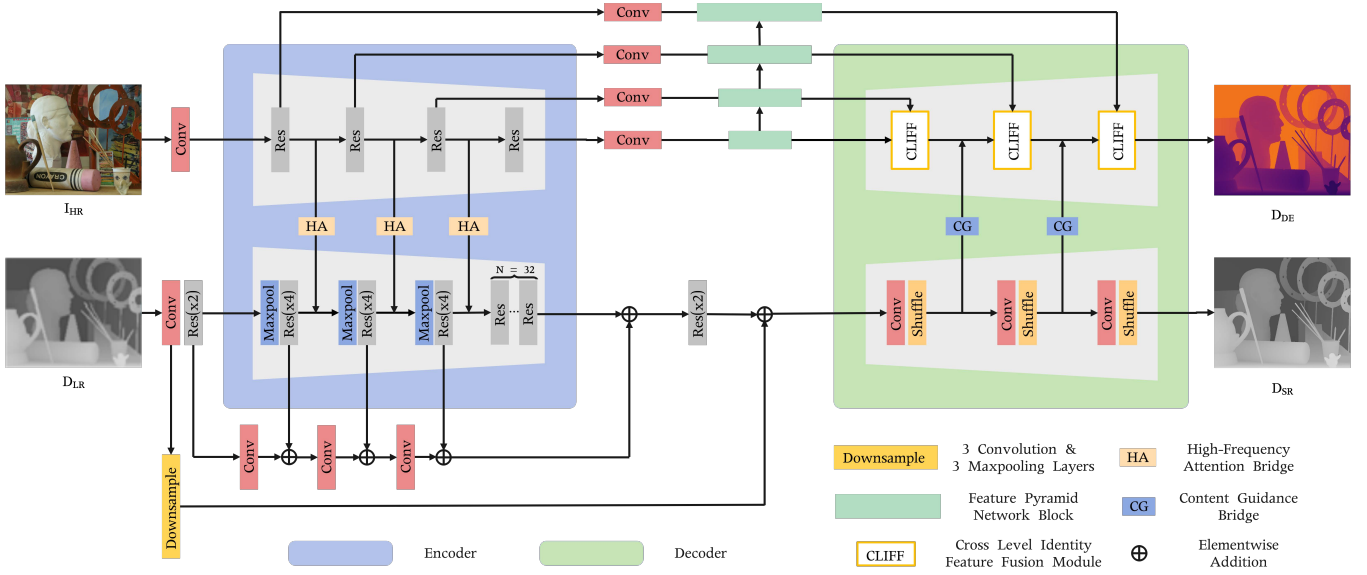 Conv
Conv
Conv
Conv
Conv
Res
Res
Res
Res
CLIFF
CLIFF
CLIFF
CRAYON
I_HR
D_DE
HA
HA
HA
CG
CG
N = 32
Conv
Res(x2)
Maxpool
Res(x4)
Maxpool
Res(x4)
Maxpool
Res(x4)
Res ... Res
Res(x2)
Conv
Shuffle
Conv
Shuffle
Conv
Shuffle
D_LR
D_SR
Conv
Conv
Conv
Downsample
Downsample
3 Convolution &
3 Maxpooling Layers
HA
High-Frequency
Attention Bridge
Feature Pyramid
Network Block
CG
Content Guidance
Bridge
Encoder
Decoder
CLIFF
Cross Level Identity
Feature Fusion Module
Elementwise
Addition